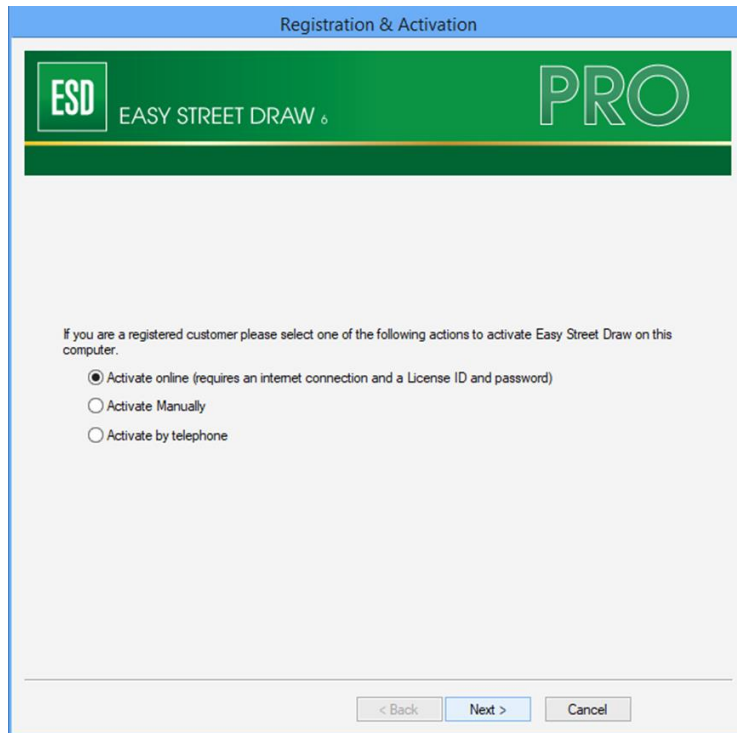 Registration & Activation
ESD
EASY STREET DRAW 6
PRO
If you are a registered customer please select one of the following actions to activate Easy Street Draw on this
computer.
Activate online (requires an internet connection and a License ID and password)
Activate Manually
Activate by telephone
< Back
Next >
Cancel